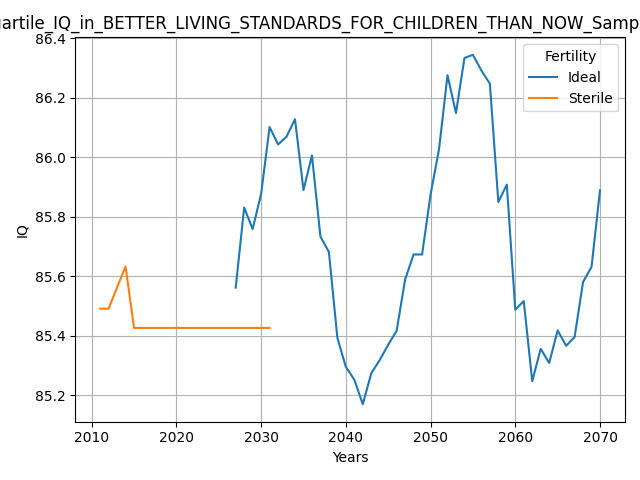 uartile_IQ_in_BETTER_LIVING_STANDARDS_FOR_CHILDREN_THAN_NOW_Samp
86.4
86.2
86.0
85.8
85.6
85.4
85.2
IQ
Fertility
Ideal
Sterile
2010 2020 2030 2040 2050 2060 2070
Years